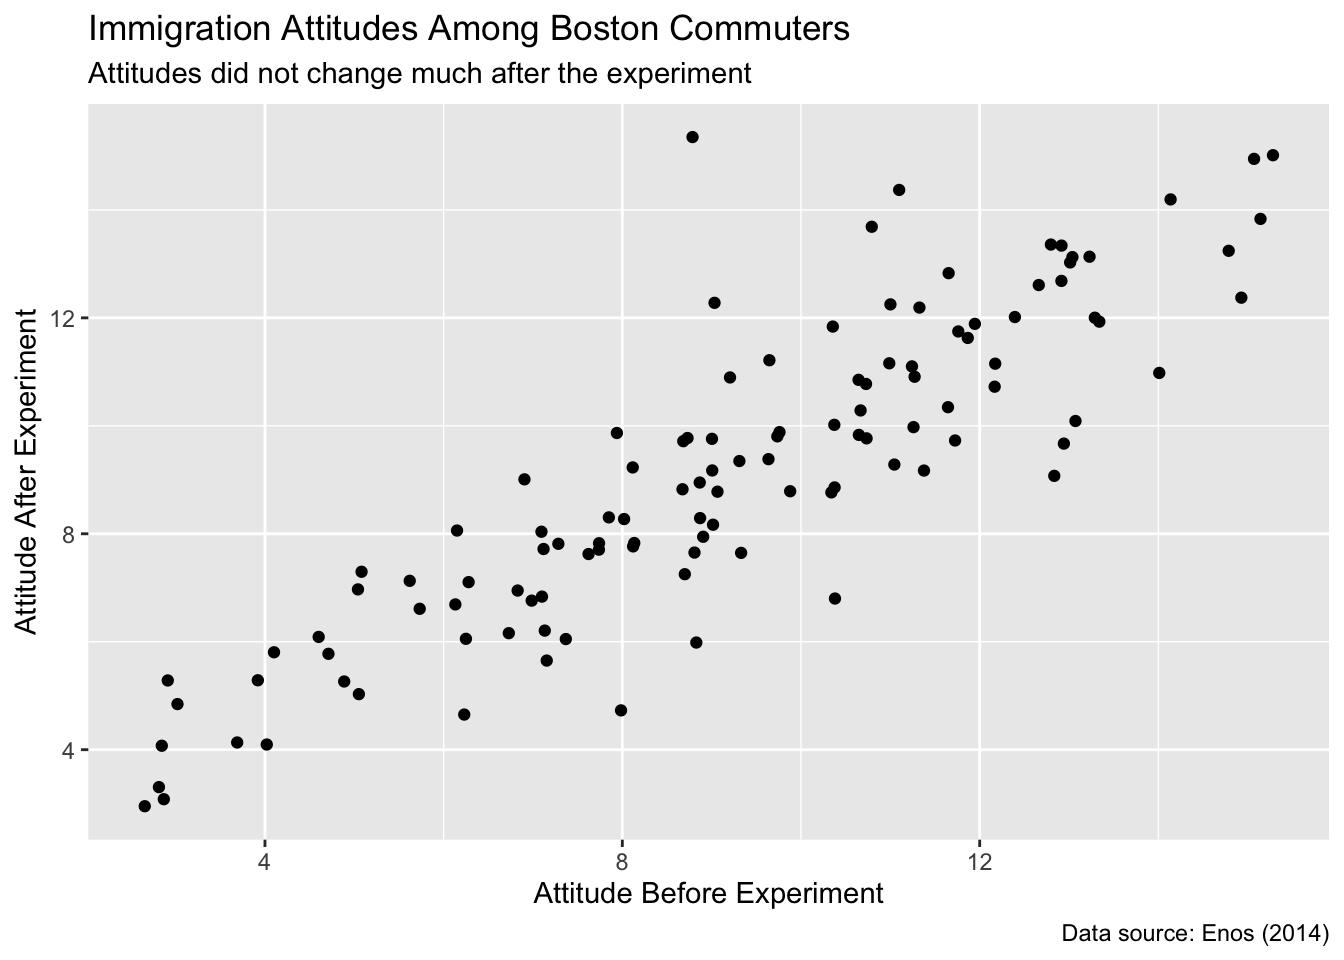 Immigration Attitudes Among Boston Commuters
Attitudes did not change much after the experiment
Attitude After Experiment
12
8
4
4
8
12
Attitude Before Experiment
Data source: Enos (2014)